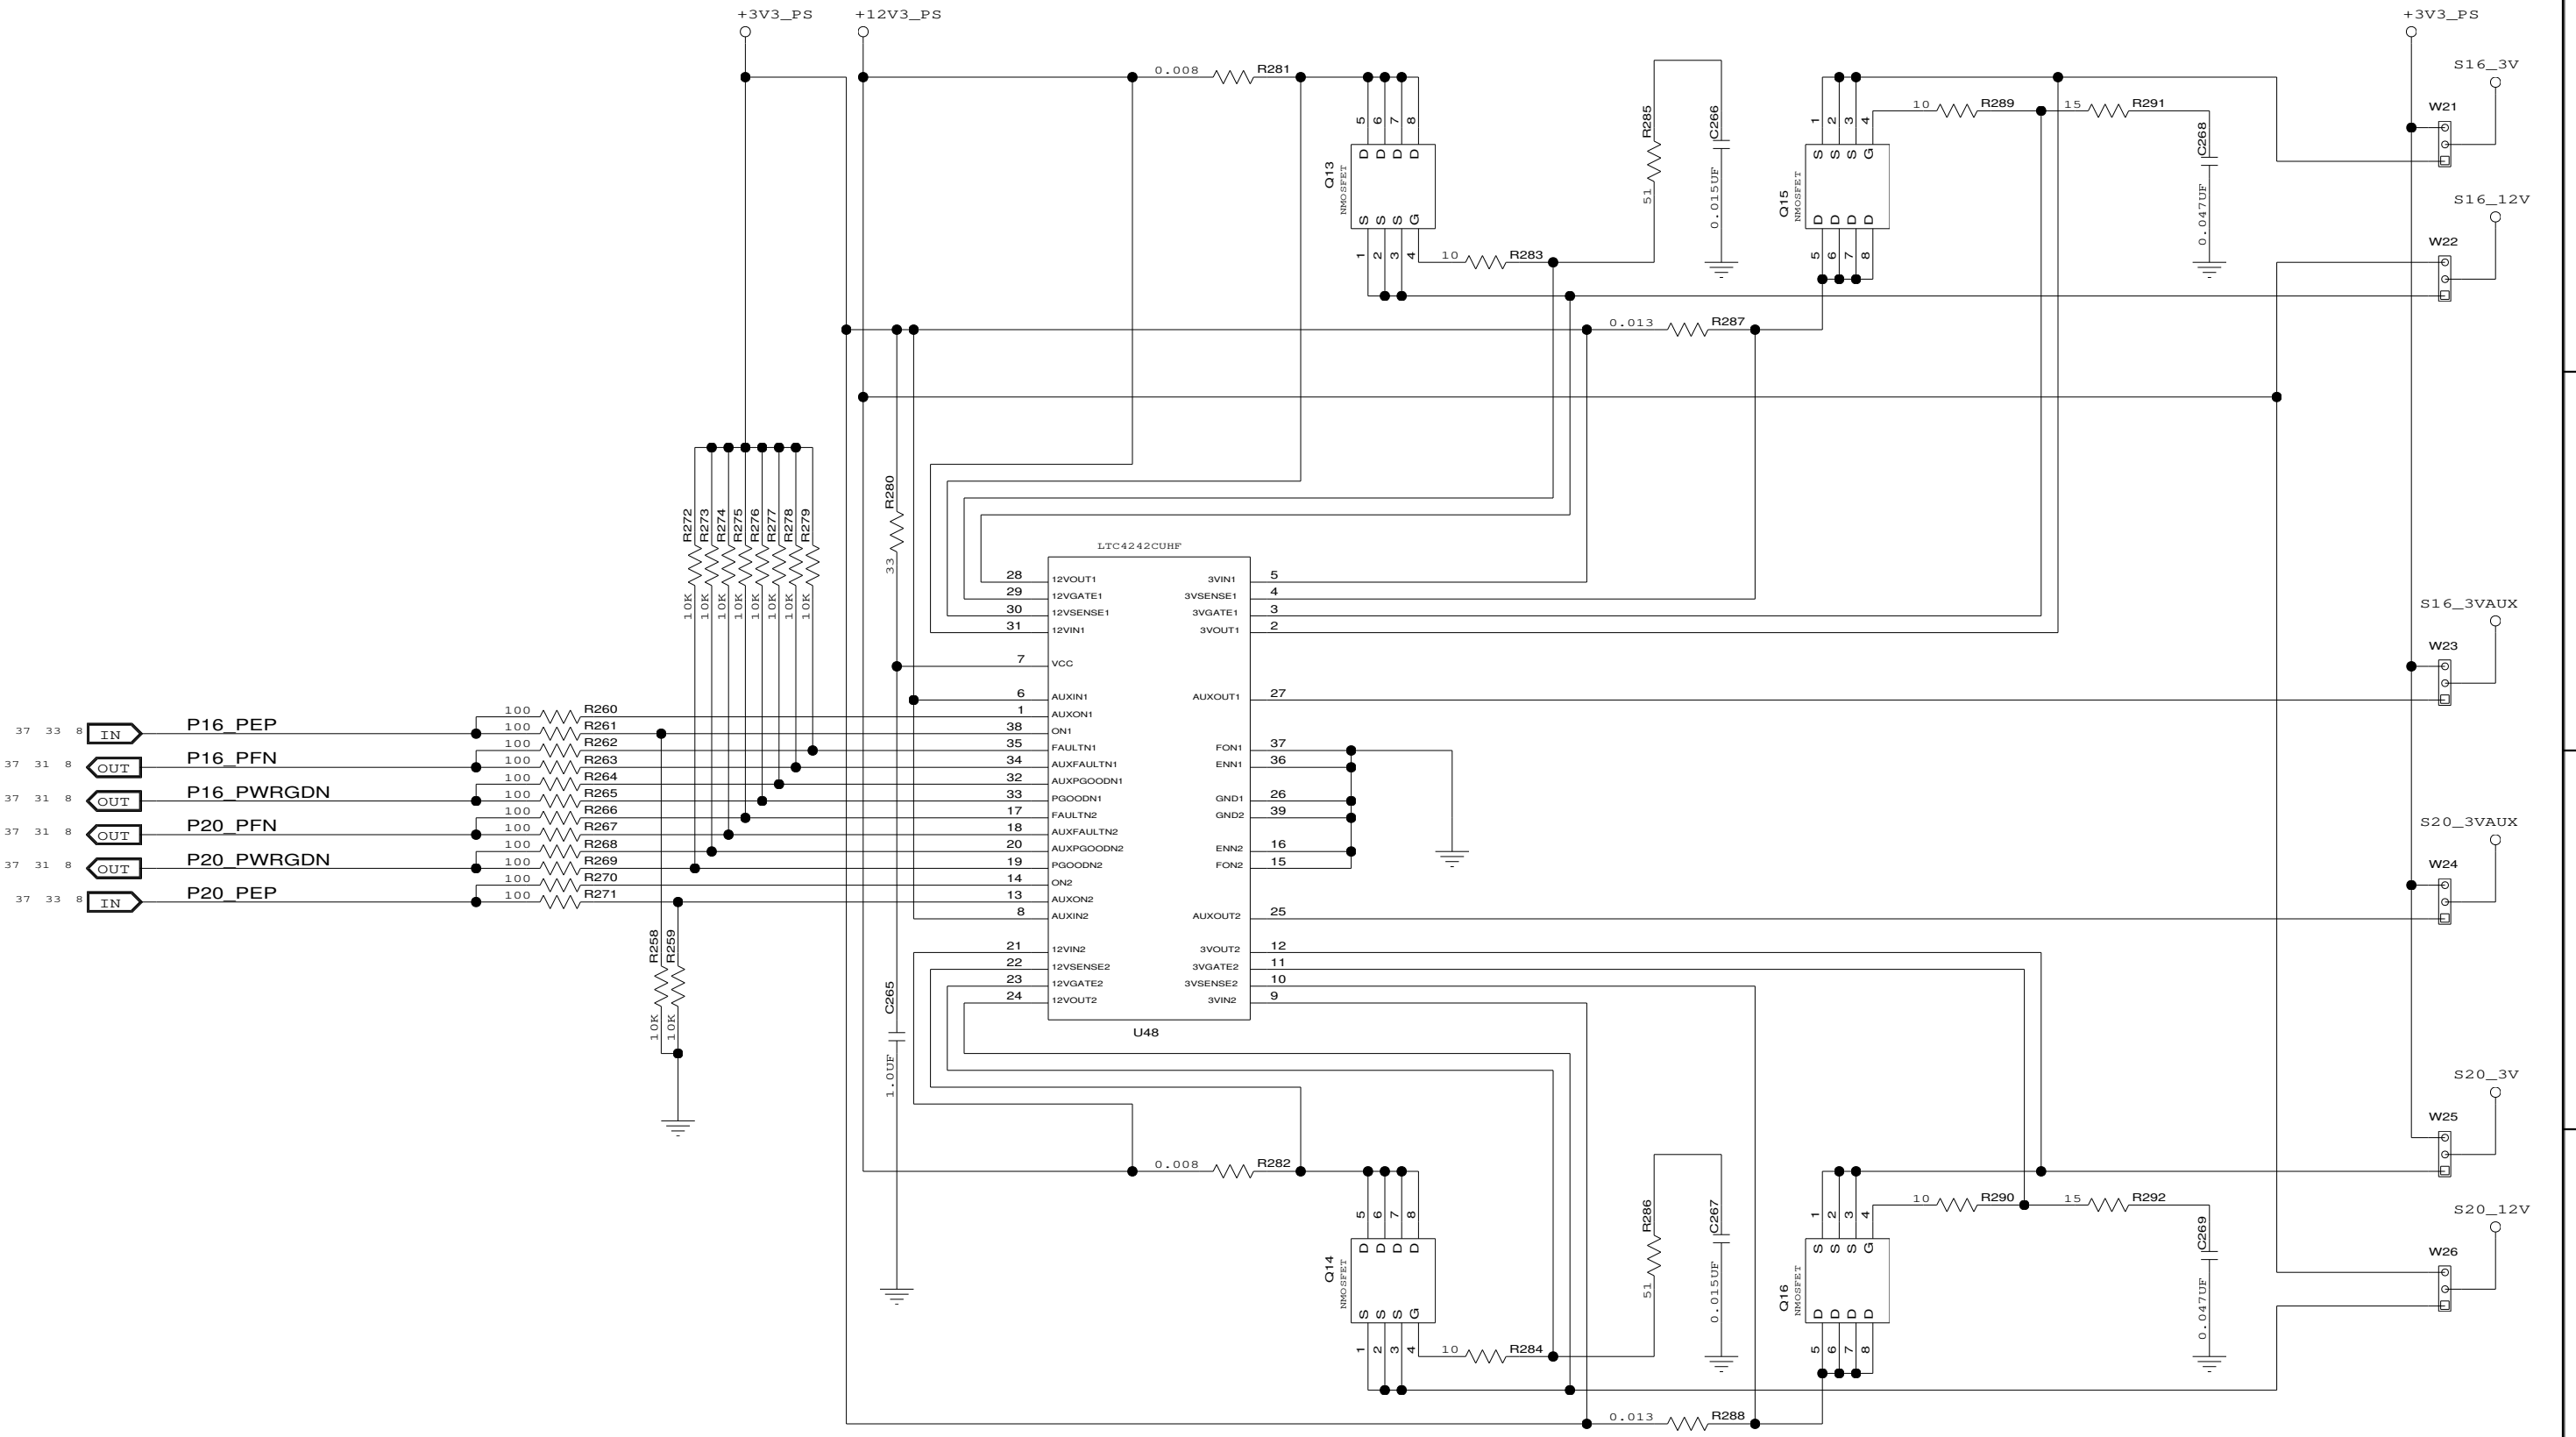 +3V3_PS
+12V3_PS
+3V3_PS
S16_3V
W21
S16_12V
W22
0.008
R281
5
6
7
8
D
D
D
D
Q13
NMOSFET
S
S
S
G
1
2
3
4
10
R283
R285
51
C266
0.015UF
1
2
3
4
S
S
S
G
Q15
NMOSFET
D
D
D
D
5
6
7
8
10
R289
15
R291
C268
0.047UF
0.013
R287
R280
33
R272
R273
R274
R275
R276
R277
R278
R279
10K
10K
10K
10K
10K
10K
10K
10K
LTC4242CUHF
28 12VOUT1
29 12VGATE1
30 12VSENSE1
31 12VIN1
7 VCC
6 AUXIN1
1 AUXON1
38 ON1
35 FAULTN1
34 AUXFAULTN1
32 AUXPGOODN1
33 PGOODN1
17 FAULTN2
18 AUXFAULTN2
20 AUXPGOODN2
19 PGOODN2
14 ON2
13 AUXON2
8 AUXIN2
21 12VIN2
22 12VSENSE2
23 12VGATE2
24 12VOUT2
3VIN1 5
3VSENSE1 4
3VGATE1 3
3VOUT1 2
AUXOUT1 27
FON1 37
ENN1 36
GND1 26
GND2 39
ENN2 16
FON2 15
AUXOUT2 25
3VOUT2 12
3VGATE2 11
3VSENSE2 10
3VIN2 9
U48
37 33 8 IN P16_PEP
37 31 8 OUT P16_PFN
37 31 8 OUT P16_PWRGDN
37 31 8 OUT P20_PFN
37 31 8 OUT P20_PWRGDN
37 33 8 IN P20_PEP
100 R260
100 R261
100 R262
100 R263
100 R264
100 R265
100 R266
100 R267
100 R268
100 R269
100 R270
100 R271
R258
R259
10K
10K
C265
1.0UF
S16_3VAUX
W23
S20_3VAUX
W24
S20_3V
W25
S20_12V
W26
0.008
R282
5
6
7
8
D
D
D
D
Q14
NMOSFET
S
S
S
G
1
2
3
4
10
R284
R286
51
C267
0.015UF
1
2
3
4
S
S
S
G
Q16
NMOSFET
D
D
D
D
5
6
7
8
10
R290
15
R292
C269
0.047UF
0.013
R288